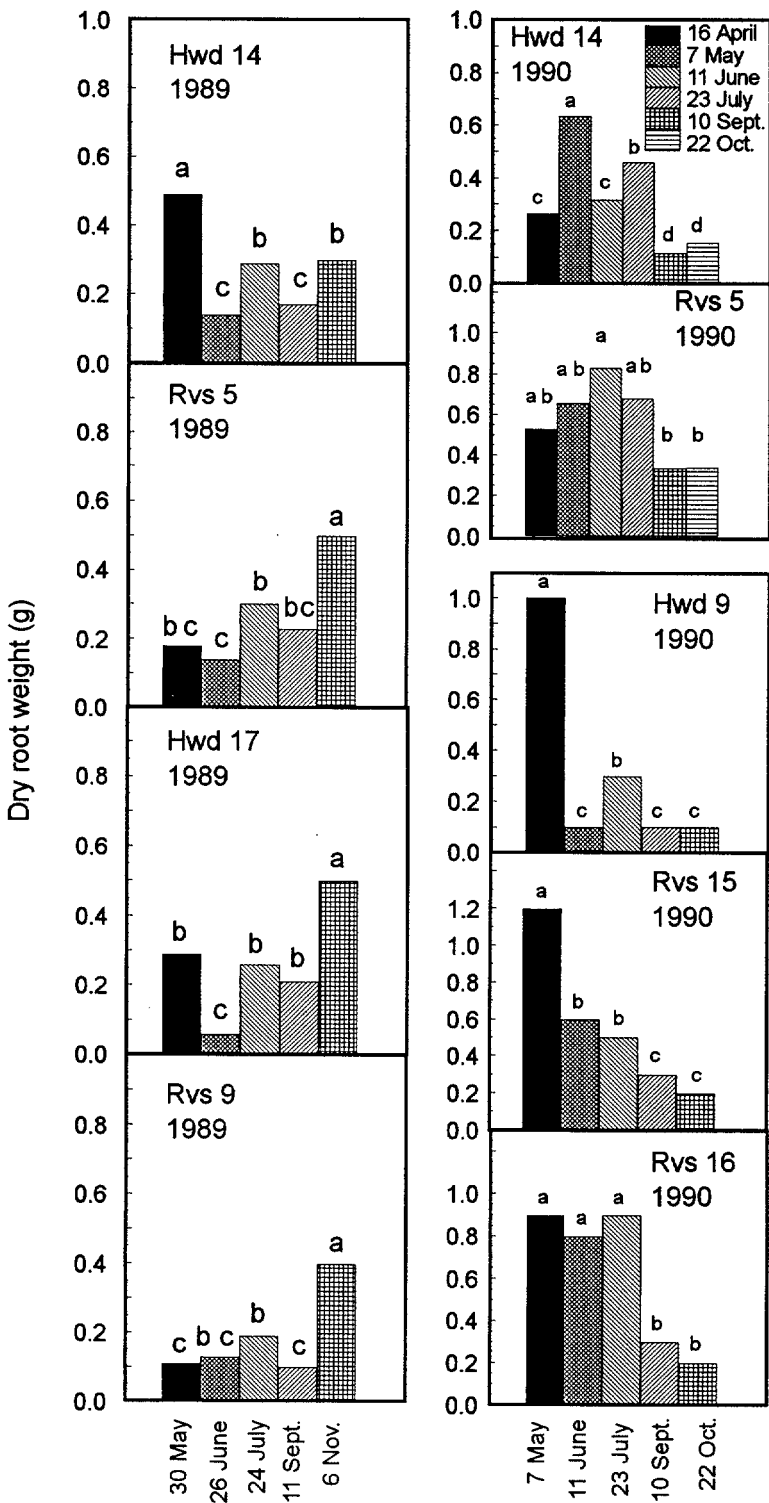 Dry root weight (g)
Hwd 14
1989
1.0
0.8
0.6
0.4
0.2
0.0
a
c
b
c
b
Rvs 5
1989
0.8
0.6
0.4
0.2
0.0
b c
c
b
b c
a
Hwd 17
1989
0.8
0.6
0.4
0.2
0.0
b
c
b
b
a
Rvs 9
1989
0.8
0.6
0.4
0.2
0.0
c
b c
b
c
a
30 May
26 June
24 July
11 Sept.
6 Nov.
Hwd 14
1990
16 April
7 May
11 June
23 July
10 Sept.
22 Oct.
1.0
0.8
0.6
0.4
0.2
0.0
c
a
c
b
d
d
Rvs 5
1990
1.0
0.8
0.6
0.4
0.2
0.0
a b
a b
a
a b
b
b
Hwd 9
1990
1.0
0.8
0.6
0.4
0.2
0.0
a
c
b
c
c
Rvs 15
1990
1.2
1.0
0.8
0.6
0.4
0.2
0.0
a
b
b
c
c
Rvs 16
1990
1.0
0.8
0.6
0.4
0.2
0.0
a
a
a
b
b
7 May
11 June
23 July
10 Sept.
22 Oct.